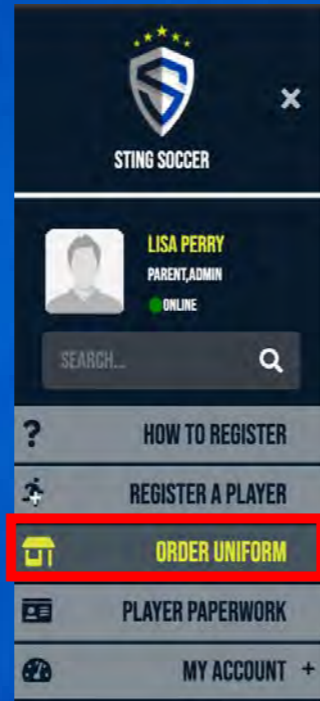 STING SOCCER
LISA PERRY
PARENT,ADMIN
ONLINE
SEARCH...
HOW TO REGISTER
REGISTER A PLAYER
ORDER UNIFORM
PLAYER PAPERWORK
MY ACCOUNT +